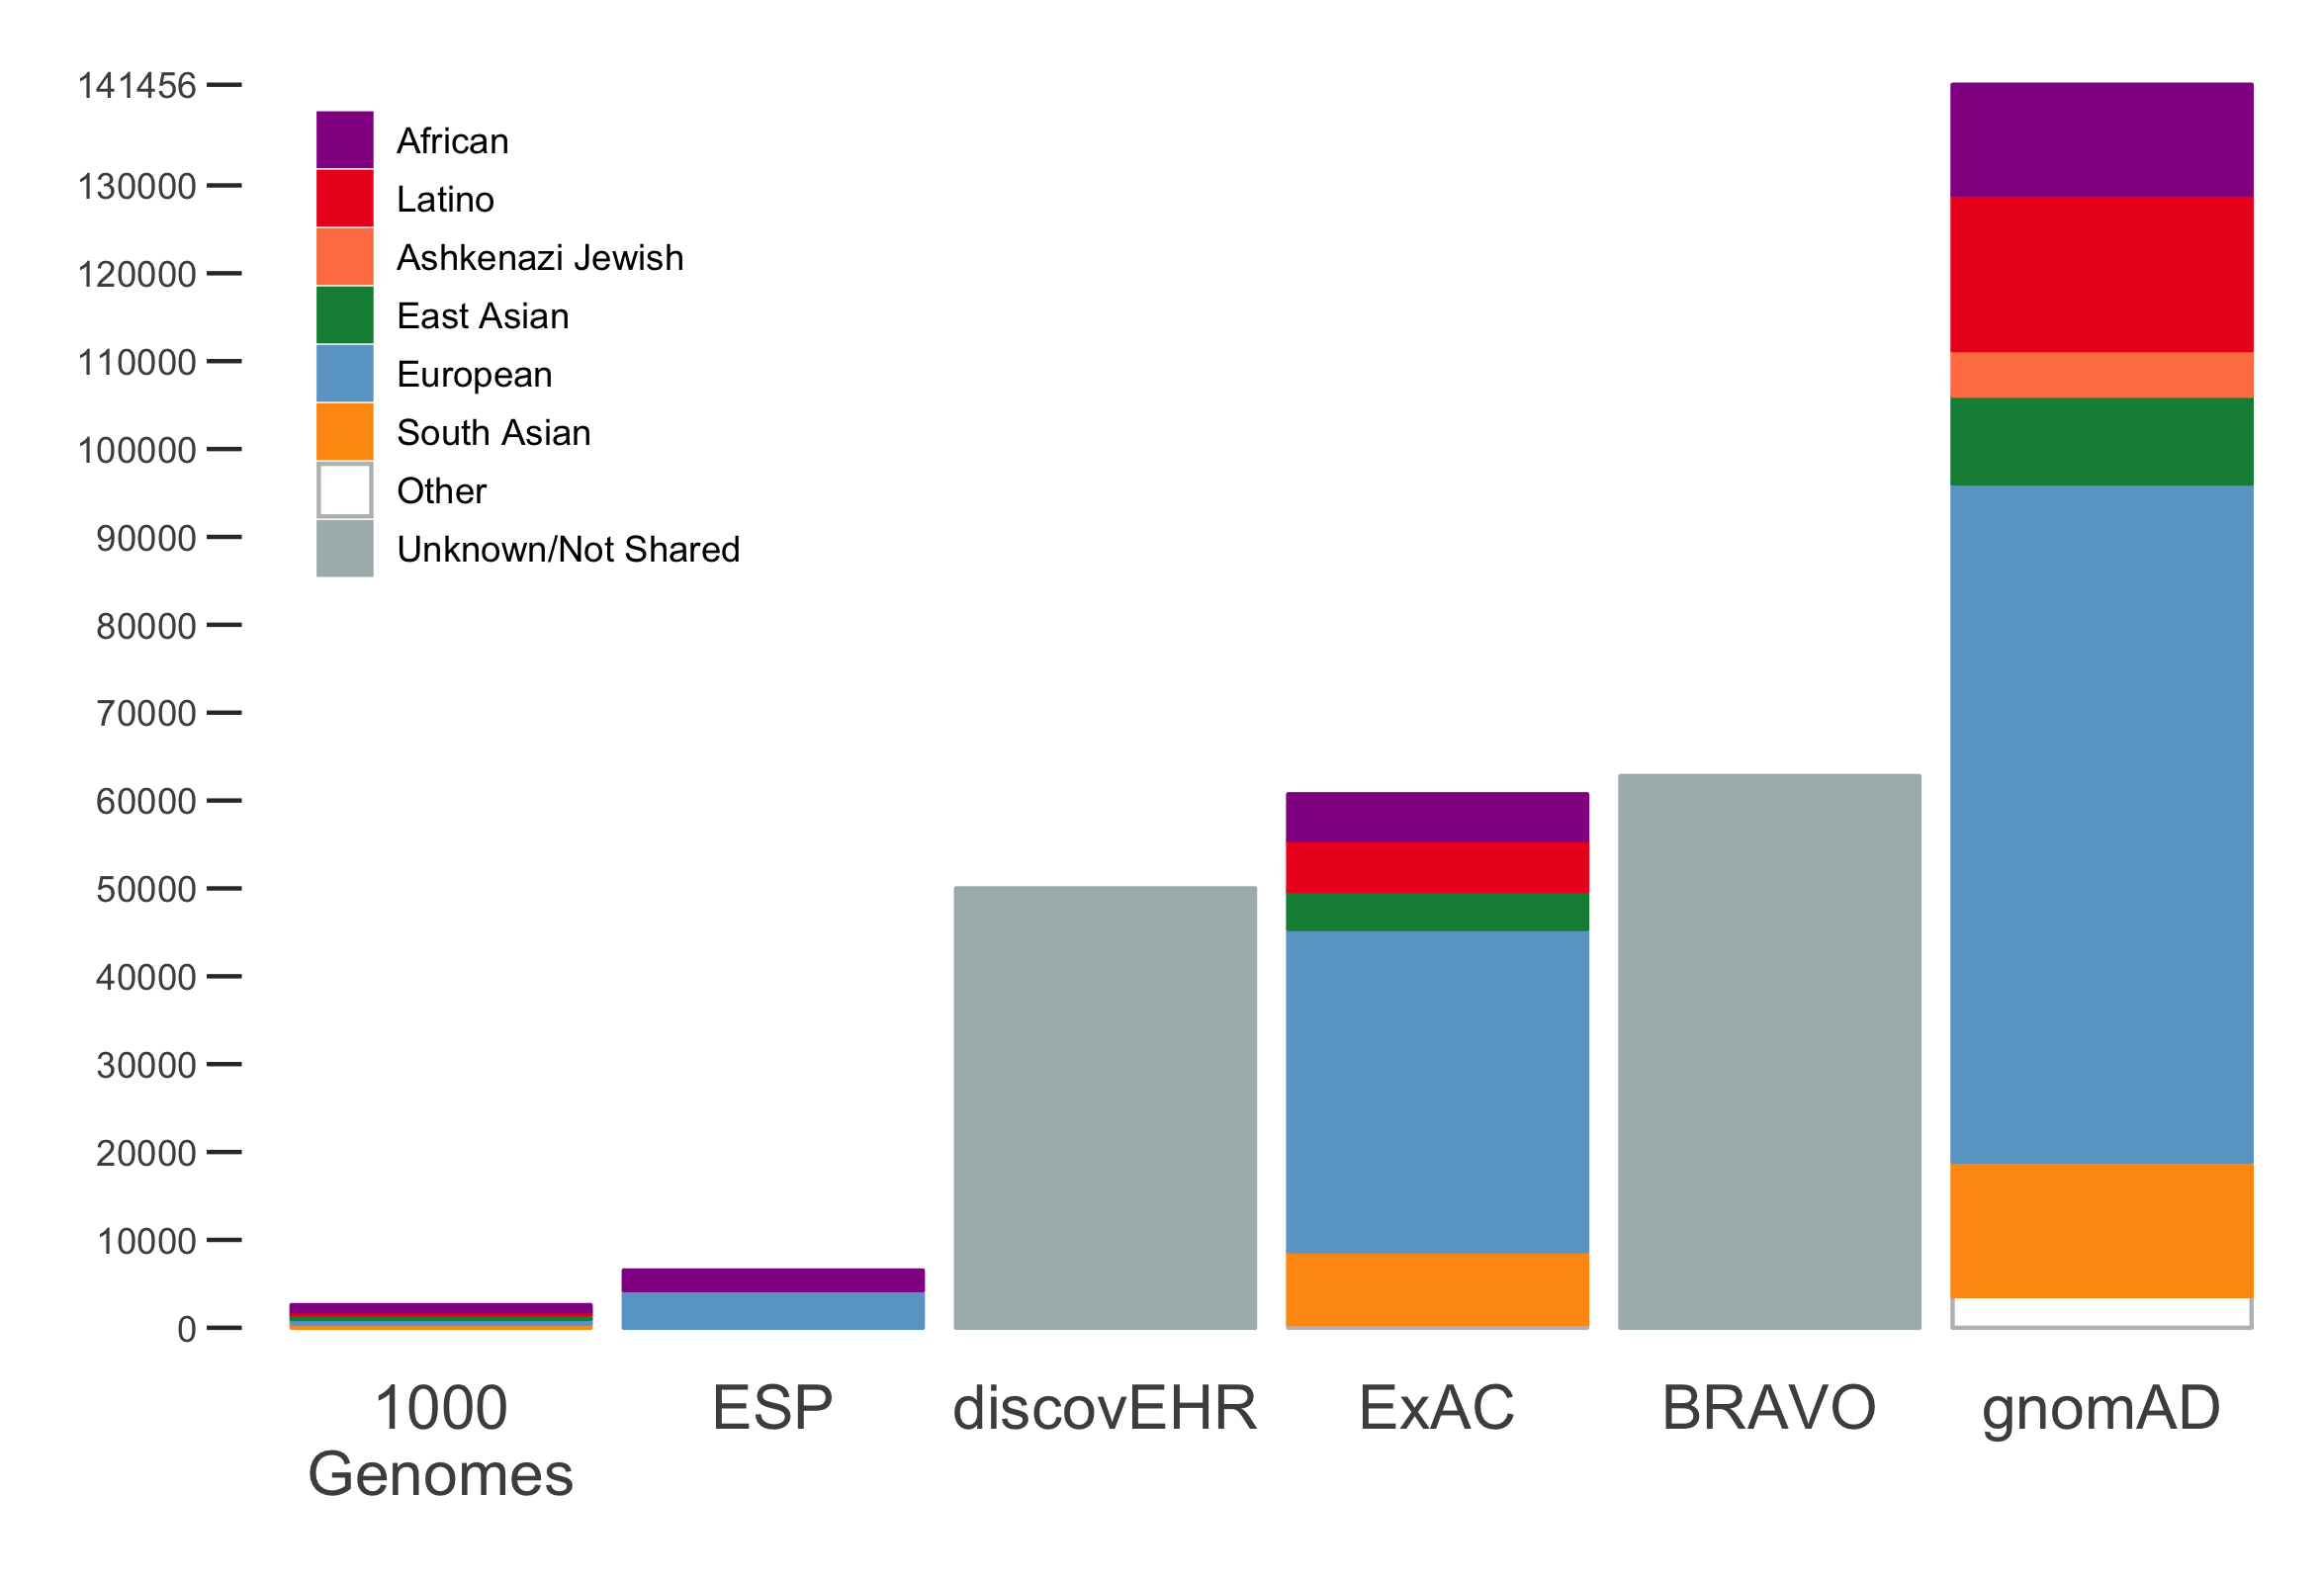 141456
130000
120000
110000
100000
90000
80000
70000
60000
50000
40000
30000
20000
10000
0
African
Latino
Ashkenazi Jewish
East Asian
European
South Asian
Other
Unknown/Not Shared
1000
Genomes
ESP
discovEHR
ExAC
BRAVO
gnomAD